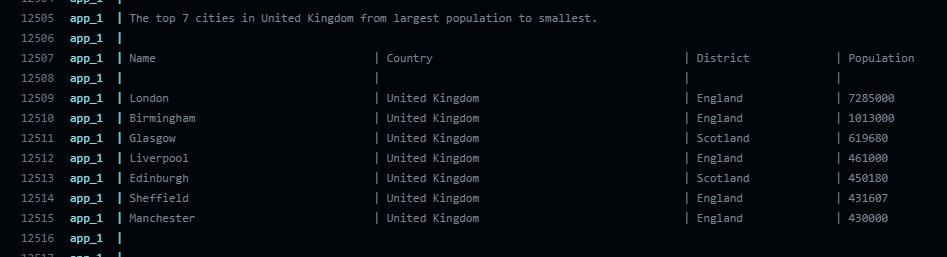 12505 app_1 | The top 7 cities in United Kingdom from largest population to smallest.
12506 app_1 |
12507 app_1 | Name | Country | District | Population
12508 app_1 | | | |
12509 app_1 | London | United Kingdom | England | 7285000
12510 app_1 | Birmingham | United Kingdom | England | 1013000
12511 app_1 | Glasgow | United Kingdom | Scotland | 619680
12512 app_1 | Liverpool | United Kingdom | England | 461000
12513 app_1 | Edinburgh | United Kingdom | Scotland | 450180
12514 app_1 | Sheffield | United Kingdom | England | 431607
12515 app_1 | Manchester | United Kingdom | England | 430000
12516 app_1 |